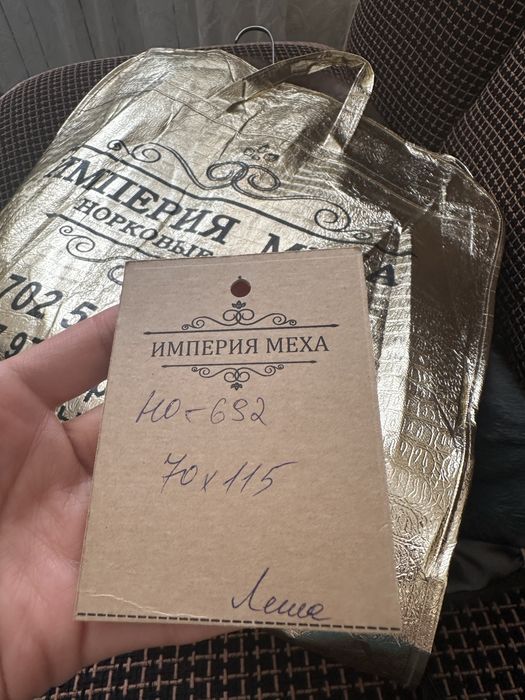 ИМПЕРИЯ МЕХА
НОРКОВЫЕ
702 5
ИМПЕРИЯ МЕХА
НО-692
70х115
Леша